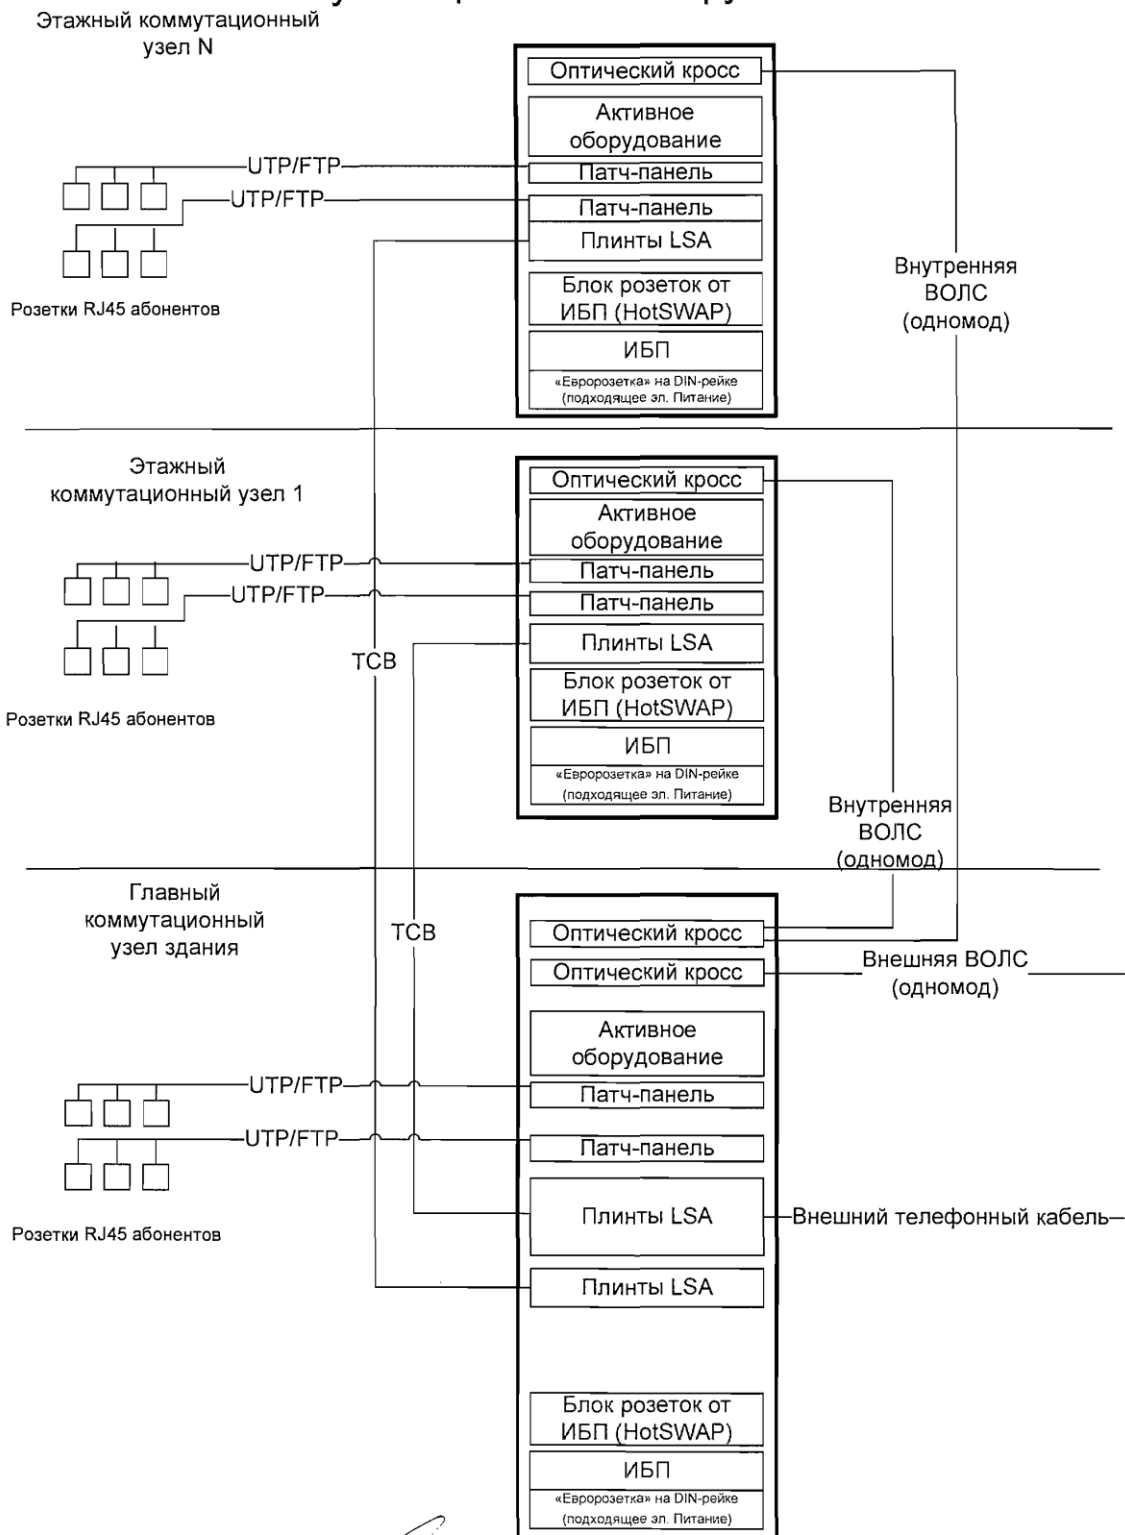 Этажный коммутационный
узел N
Оптический кросс
Активное
оборудование
UTP/FTP
Патч-панель
UTP/FTP
Патч-панель
Плинты LSA
Розетки RJ45 абонентов
Блок розеток от
ИБП (HotSWAP)
ИБП
«Евророзетка» на DIN-рейке
(подходящее эл. Питание)
Внутренняя
ВОЛС
(одномод)
Этажный
коммутационный узел 1
Оптический кросс
Активное
оборудование
UTP/FTP
Патч-панель
UTP/FTP
Патч-панель
Плинты LSA
ТСВ
Розетки RJ45 абонентов
Блок розеток от
ИБП (HotSWAP)
ИБП
«Евророзетка» на DIN-рейке
(подходящее эл. Питание)
Внутренняя
ВОЛС
(одномод)
Главный
коммутационный
узел здания
ТСВ
Оптический кросс
Оптический кросс
Внешняя ВОЛС
(одномод)
Активное
оборудование
UTP/FTP
Патч-панель
UTP/FTP
Патч-панель
Плинты LSA
Внешний телефонный кабель
Розетки RJ45 абонентов
Плинты LSA
Блок розеток от
ИБП (HotSWAP)
ИБП
«Евророзетка» на DIN-рейке
(подходящее эл. Питание)